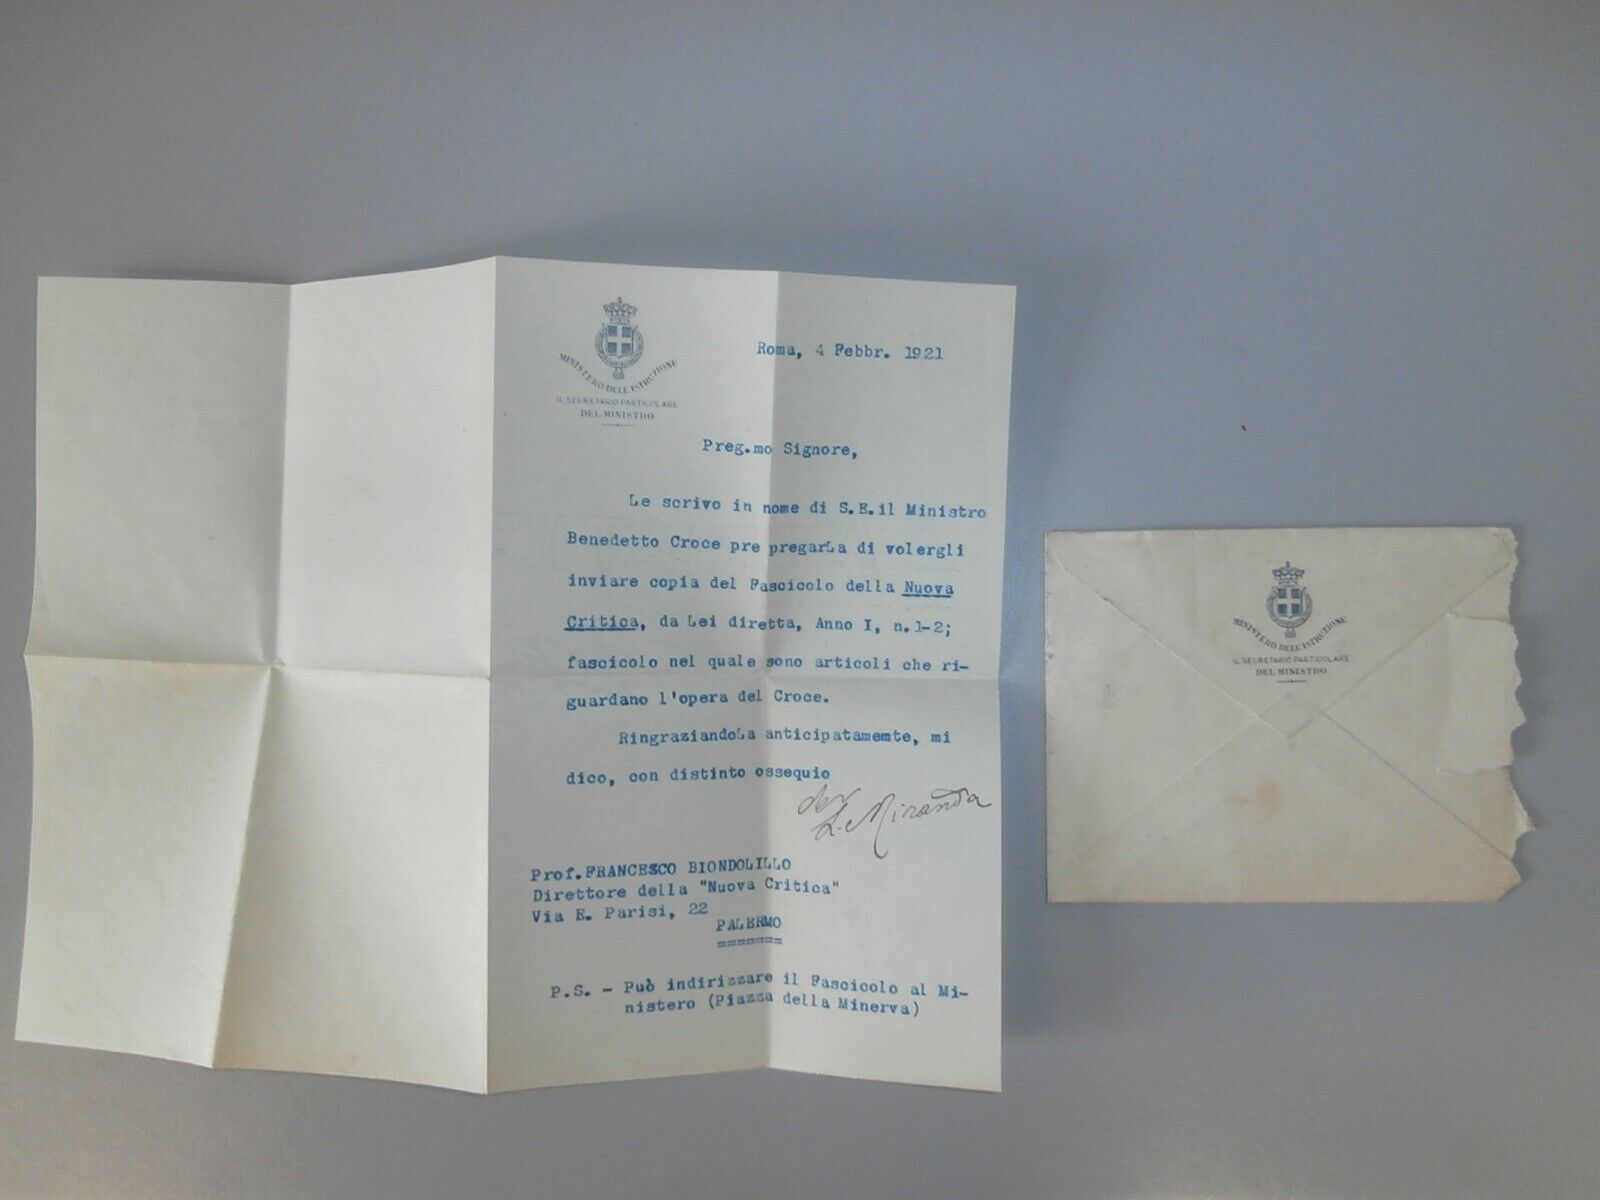 MINISTERO DELL'ISTRUZIONE
IL SEGRETARIO PARTICOLARE
DEL MINISTRO
Roma, 4 Febbr. 1921
Preg.mo Signore,
Le scrivo in nome di S.E.il Ministro
Benedetto Croce pre pregarLa di volergli
inviare copia del Fascicolo della Nuova
Critica, da Lei diretta, Anno I, n.1-2;
fascicolo nel quale sono articoli che ri-
guardano l'opera del Croce.
RingraziandoLa anticipatamemte, mi
dico, con distinto ossequio
L. Miranda
Prof.FRANCESCO BIONDOLILLO
Direttore della "Nuova Critica"
Via E. Parisi, 22
PALERMO
=======
P.S. - Può indirizzare il Fascicolo al Mi-
nistero (Piazza della Minerva)
MINISTERO DELL'ISTRUZIONE
IL SEGRETARIO PARTICOLARE
DEL MINISTRO